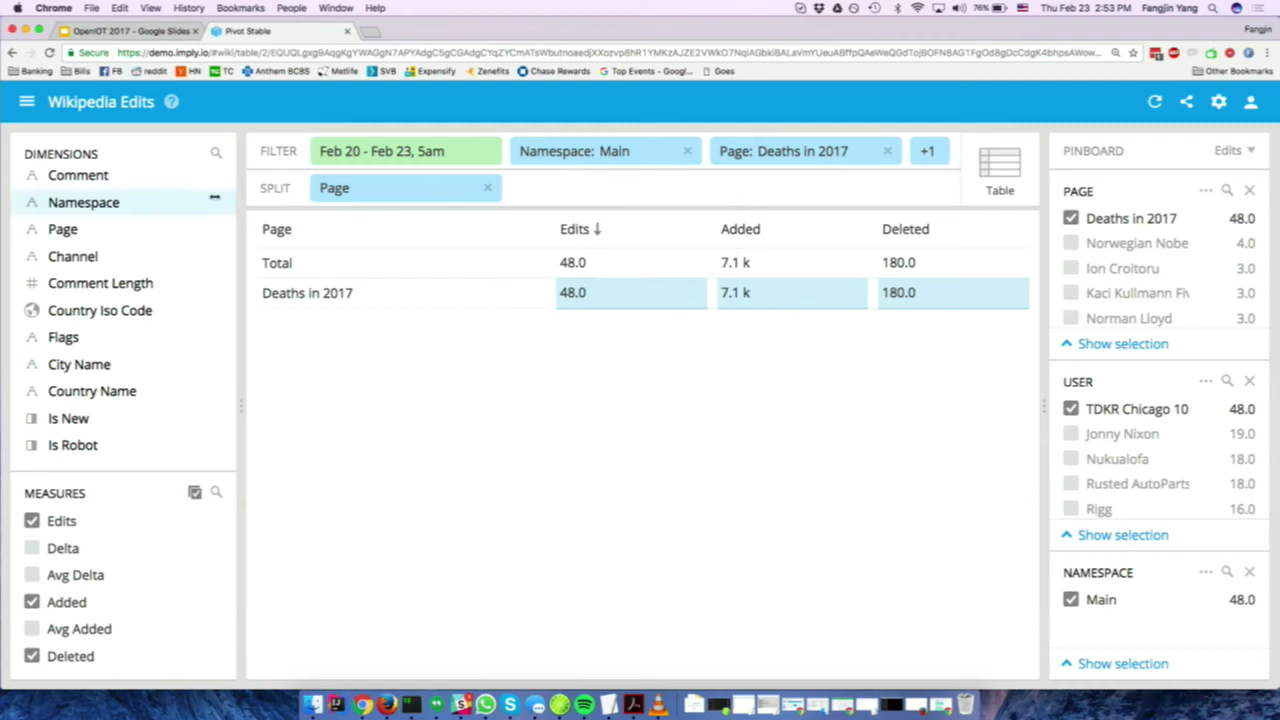 Chrome File Edit View History Bookmarks People Window Help 76% Thu Feb 23 2:53 PM Fangjin Yang
OpenIOT 2017 - Google Slides Pivot Stable Fangjin
Secure
Banking Bills FB reddit HN TC Anthem BCBS Metlife SVB Expensify Zenefits Chase Rewards Top Events - Googl... Goes Other Bookmarks
Wikipedia Edits
DIMENSIONS
Comment
Namespace
Page
Channel
Comment Length
Country Iso Code
Flags
City Name
Country Name
Is New
Is Robot
MEASURES
Edits
Delta
Avg Delta
Added
Avg Added
Deleted
FILTER Feb 20 - Feb 23, 5am Namespace: Main Page: Deaths in 2017 +1
SPLIT Page
Table
Page Edits Added Deleted
Total 48.0 7.1 k 180.0
Deaths in 2017 48.0 7.1 k 180.0
PINBOARD Edits
PAGE
Deaths in 2017 48.0
Norwegian Nobe 4.0
Ion Croitoru 3.0
Kaci Kullmann Fiv 3.0
Norman Lloyd 3.0
Show selection
USER
TDKR Chicago 10 48.0
Jonny Nixon 19.0
Nukualofa 18.0
Rusted AutoParts 18.0
Rigg 16.0
Show selection
NAMESPACE
Main 48.0
Show selection